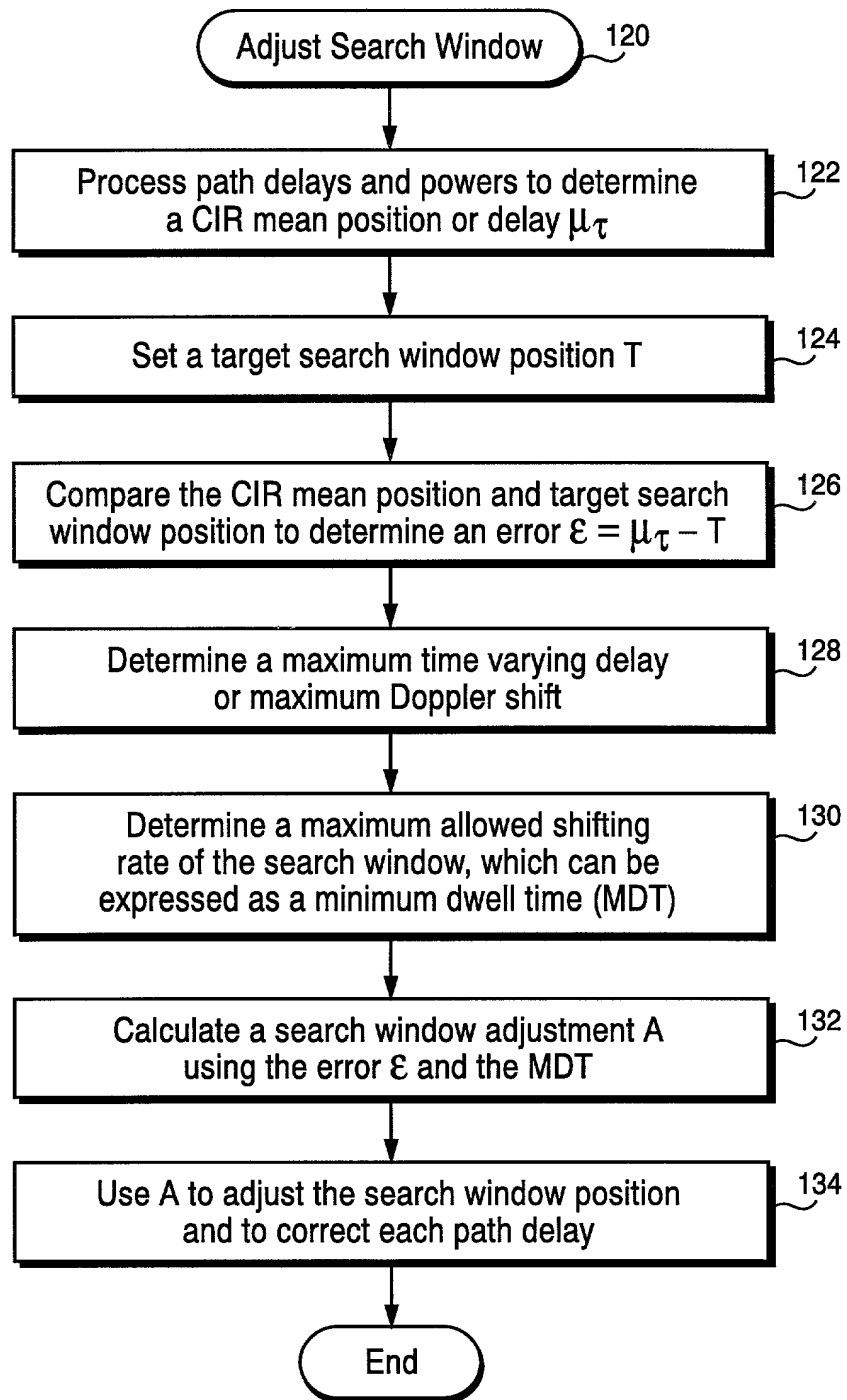 Adjust Search Window
120
Process path delays and powers to determine
a CIR mean position or delay μτ
122
Set a target search window position T
124
Compare the CIR mean position and target search
window position to determine an error ε = μτ – T
126
Determine a maximum time varying delay
or maximum Doppler shift
128
Determine a maximum allowed shifting
rate of the search window, which can be
expressed as a minimum dwell time (MDT)
130
Calculate a search window adjustment A
using the error ε and the MDT
132
Use A to adjust the search window position
and to correct each path delay
134
End